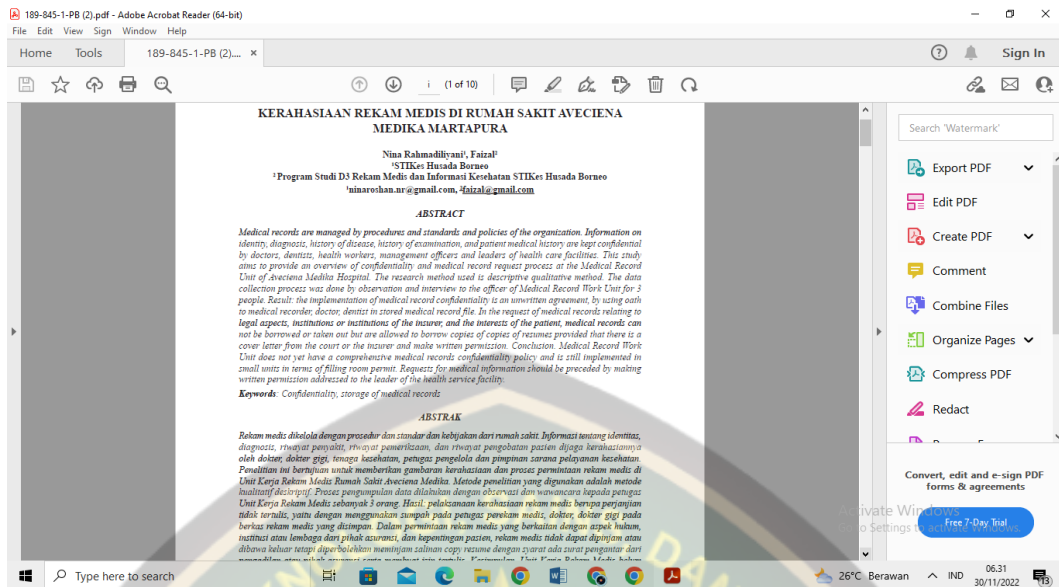 189-845-1-PB (2).pdf - Adobe Acrobat Reader (64-bit)
File Edit View Sign Window Help
Home Tools 189-845-1-PB (2).... × Sign In
i (1 of 10)
KERAHASIAAN REKAM MEDIS DI RUMAH SAKIT AVECIENA
MEDIKA MARTAPURA
Nina Rahmadiliyani¹, Faizal²
¹STIKes Husada Borneo
² Program Studi D3 Rekam Medis dan Informasi Kesehatan STIKes Husada Borneo
¹ninaroshan.nr@gmail.com, ²faizal@gmail.com
ABSTRACT
Medical records are managed by procedures and standards and policies of the organization. Information on
identity, diagnosis, history of disease, history of examination, and patient medical history are kept confidential
by doctors, dentists, health workers, management officers and leaders of health care facilities. This study
aims to provide an overview of confidentiality and medical record request process at the Medical Record
Unit of Aveciena Medika Hospital. The research method used is descriptive qualitative method. The data
collection process was done by observation and interview to the officer of Medical Record Work Unit for 3
people. Result: the implementation of medical record confidentiality is an unwritten agreement, by using oath
to medical recorder, doctor, dentist in stored medical record file. In the request of medical records relating to
legal aspects, institutions or institutions of the insurer, and the interests of the patient, medical records can
not be borrowed or taken out but are allowed to borrow copies of copies of resumes provided that there is a
cover letter from the court or the insurer and make written permission. Conclusion. Medical Record Work
Unit does not yet have a comprehensive medical records confidentiality policy and is still implemented in
small units in terms of filling room permit. Requests for medical information should be preceded by making
written permission addressed to the leader of the health service facility.
Keywords: Confidentiality, storage of medical records
ABSTRAK
Rekam medis dikelola dengan prosedur dan standar dan kebijakan dari rumah sakit. Informasi tentang identitas,
diagnosis, riwayat penyakit, riwayat pemeriksaan, dan riwayat pengobatan pasien dijaga kerahasiaannya
oleh dokter, dokter gigi, tenaga kesehatan, petugas pengelola dan pimpinan sarana pelayanan kesehatan.
Penelitian ini bertujuan untuk memberikan gambaran kerahasiaan dan proses permintaan rekam medis di
Unit Kerja Rekam Medis Rumah Sakit Aveciena Medika. Metode penelitian yang digunakan adalah metode
kualitatif deskriptif. Proses pengumpulan data dilakukan dengan observasi dan wawancara kepada petugas
Unit Kerja Rekam Medis sebanyak 3 orang. Hasil: pelaksanaan kerahasiaan rekam medis berupa perjanjian
tidak tertulis, yaitu dengan menggunakan sumpah pada petugas perekam medis, dokter, dokter gigi pada
berkas rekam medis yang disimpan. Dalam permintaan rekam medis yang berkaitan dengan aspek hukum,
institusi atau lembaga dari pihak asuransi, dan kepentingan pasien, rekam medis tidak dapat dipinjam atau
dibawa keluar tetapi diperbolehkan meminjam salinan copy resume dengan syarat ada surat pengantar dari
Search 'Watermark'
Export PDF
Edit PDF
Create PDF
Comment
Combine Files
Organize Pages
Compress PDF
Redact
Convert, edit and e-sign PDF
forms & agreements
Free 7-Day Trial
Activate Windows
Go to Settings to activate Windows.
Type here to search
26°C Berawan IND 06.31
30/11/2022